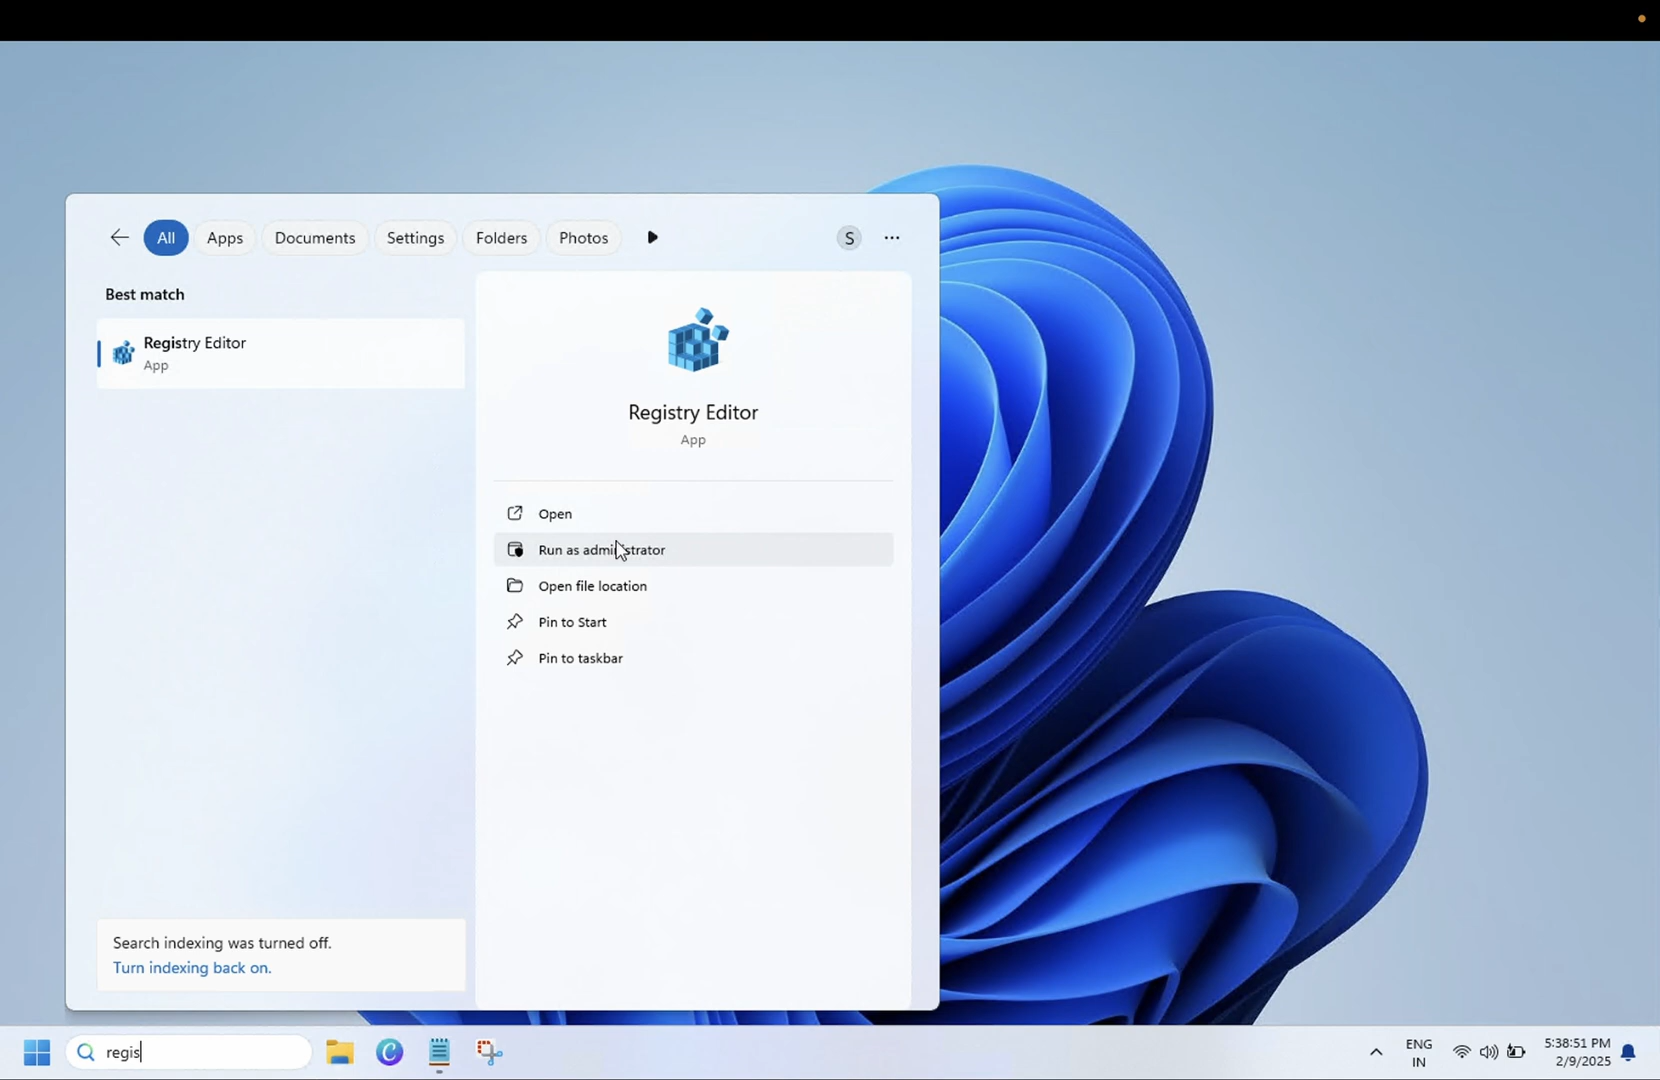 All
Apps
Documents
Settings
Folders
Photos
S
Best match
Registry Editor
App
Registry Editor
App
Open
Run as administrator
Open file location
Pin to Start
Pin to taskbar
Search indexing was turned off.
Turn indexing back on.
regis
ENG
IN
5:38:51 PM
2/9/2025